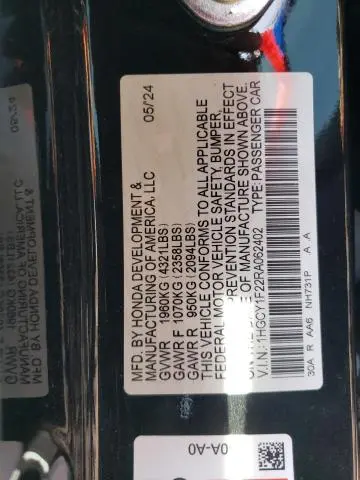 MFD. BY HONDA DEVELOPMENT & 05/24
MANUFACTURING OF AMERICA, LLC
GVWR 1960KG (4321LBS)
GAWR F 1070KG (2358LBS)
GAWR R 950KG (2094LBS)
THIS VEHICLE CONFORMS TO ALL APPLICABLE
FEDERAL MOTOR VEHICLE SAFETY, BUMPER,
PREVENTION STANDARDS IN EFFECT
OF MANUFACTURE SHOWN ABOVE.
V.I.N.: 1HGCY1F22RA062402 TYPE: PASSENGER CAR
30A R AA6 NH731P A A
0A-A0